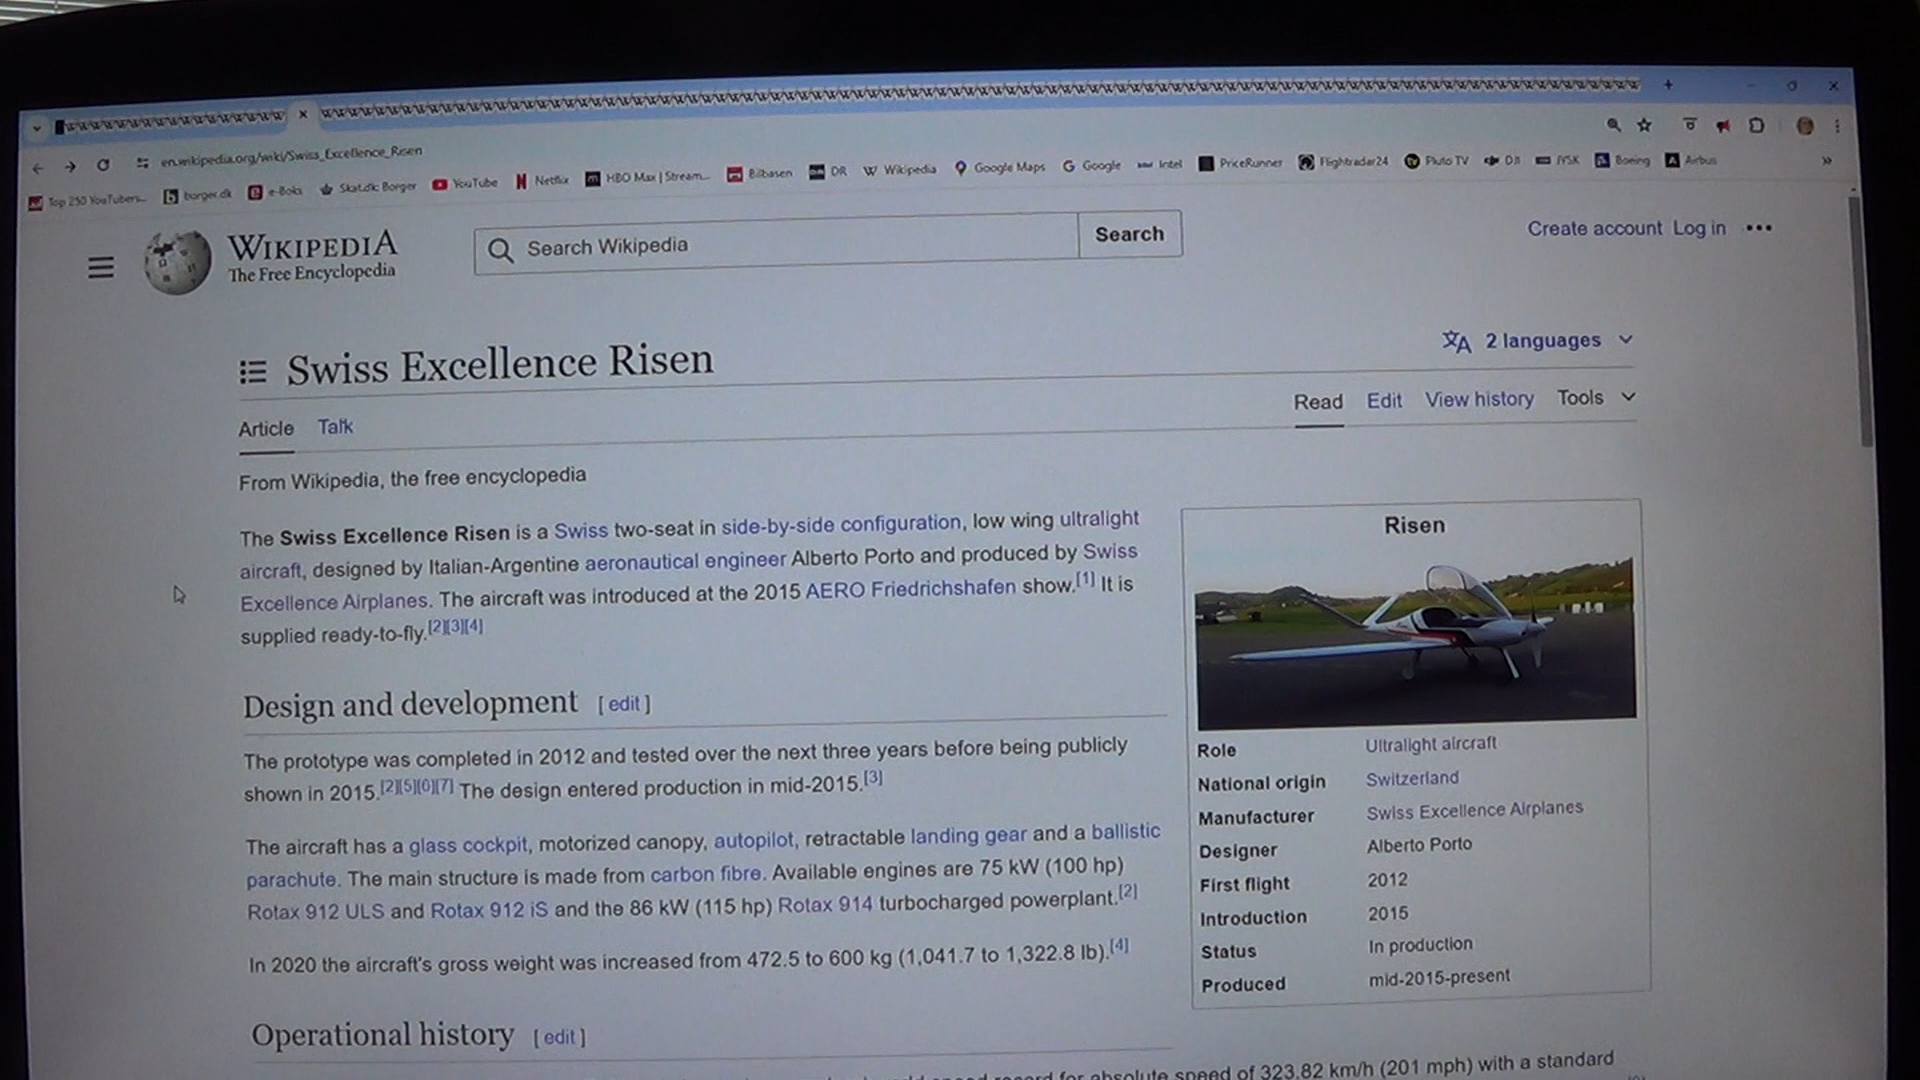 en.wikipedia.org/wiki/Swiss_Excellence_Risen
Top 250 YouTubers... borger.dk e-Boks Skat.dk: Borger YouTube Netflix HBO Max | Stream... Bilbasen DR Wikipedia Google Maps Google Intel PriceRunner Flightradar24 Pluto TV DJI JYSK Boeing Airbus
WIKIPEDIA
The Free Encyclopedia
Search Wikipedia
Search
Create account Log in
Swiss Excellence Risen
2 languages
Article Talk
Read Edit View history Tools
From Wikipedia, the free encyclopedia
The Swiss Excellence Risen is a Swiss two-seat in side-by-side configuration, low wing ultralight
aircraft, designed by Italian-Argentine aeronautical engineer Alberto Porto and produced by Swiss
Excellence Airplanes. The aircraft was introduced at the 2015 AERO Friedrichshafen show.[1] It is
supplied ready-to-fly.[2][3][4]
Design and development [ edit ]
The prototype was completed in 2012 and tested over the next three years before being publicly
shown in 2015.[2][5][6][7] The design entered production in mid-2015.[3]
The aircraft has a glass cockpit, motorized canopy, autopilot, retractable landing gear and a ballistic
parachute. The main structure is made from carbon fibre. Available engines are 75 kW (100 hp)
Rotax 912 ULS and Rotax 912 iS and the 86 kW (115 hp) Rotax 914 turbocharged powerplant.[2]
In 2020 the aircraft's gross weight was increased from 472.5 to 600 kg (1,041.7 to 1,322.8 lb).[4]
Operational history [ edit ]
record for absolute speed of 323.82 km/h (201 mph) with a standard
Risen
Role Ultralight aircraft
National origin Switzerland
Manufacturer Swiss Excellence Airplanes
Designer Alberto Porto
First flight 2012
Introduction 2015
Status In production
Produced mid-2015-present